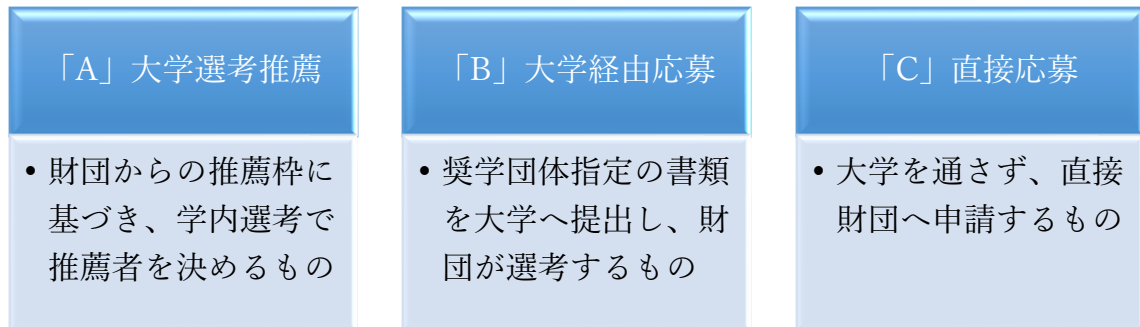 「A」大学選考推薦
• 財団からの推薦枠に
基づき、学内選考で
推薦者を決めるもの
「B」大学経由応募
• 奨学団体指定の書類
を大学へ提出し、財
団が選考するもの
「C」直接応募
• 大学を通さず、直接
財団へ申請するもの